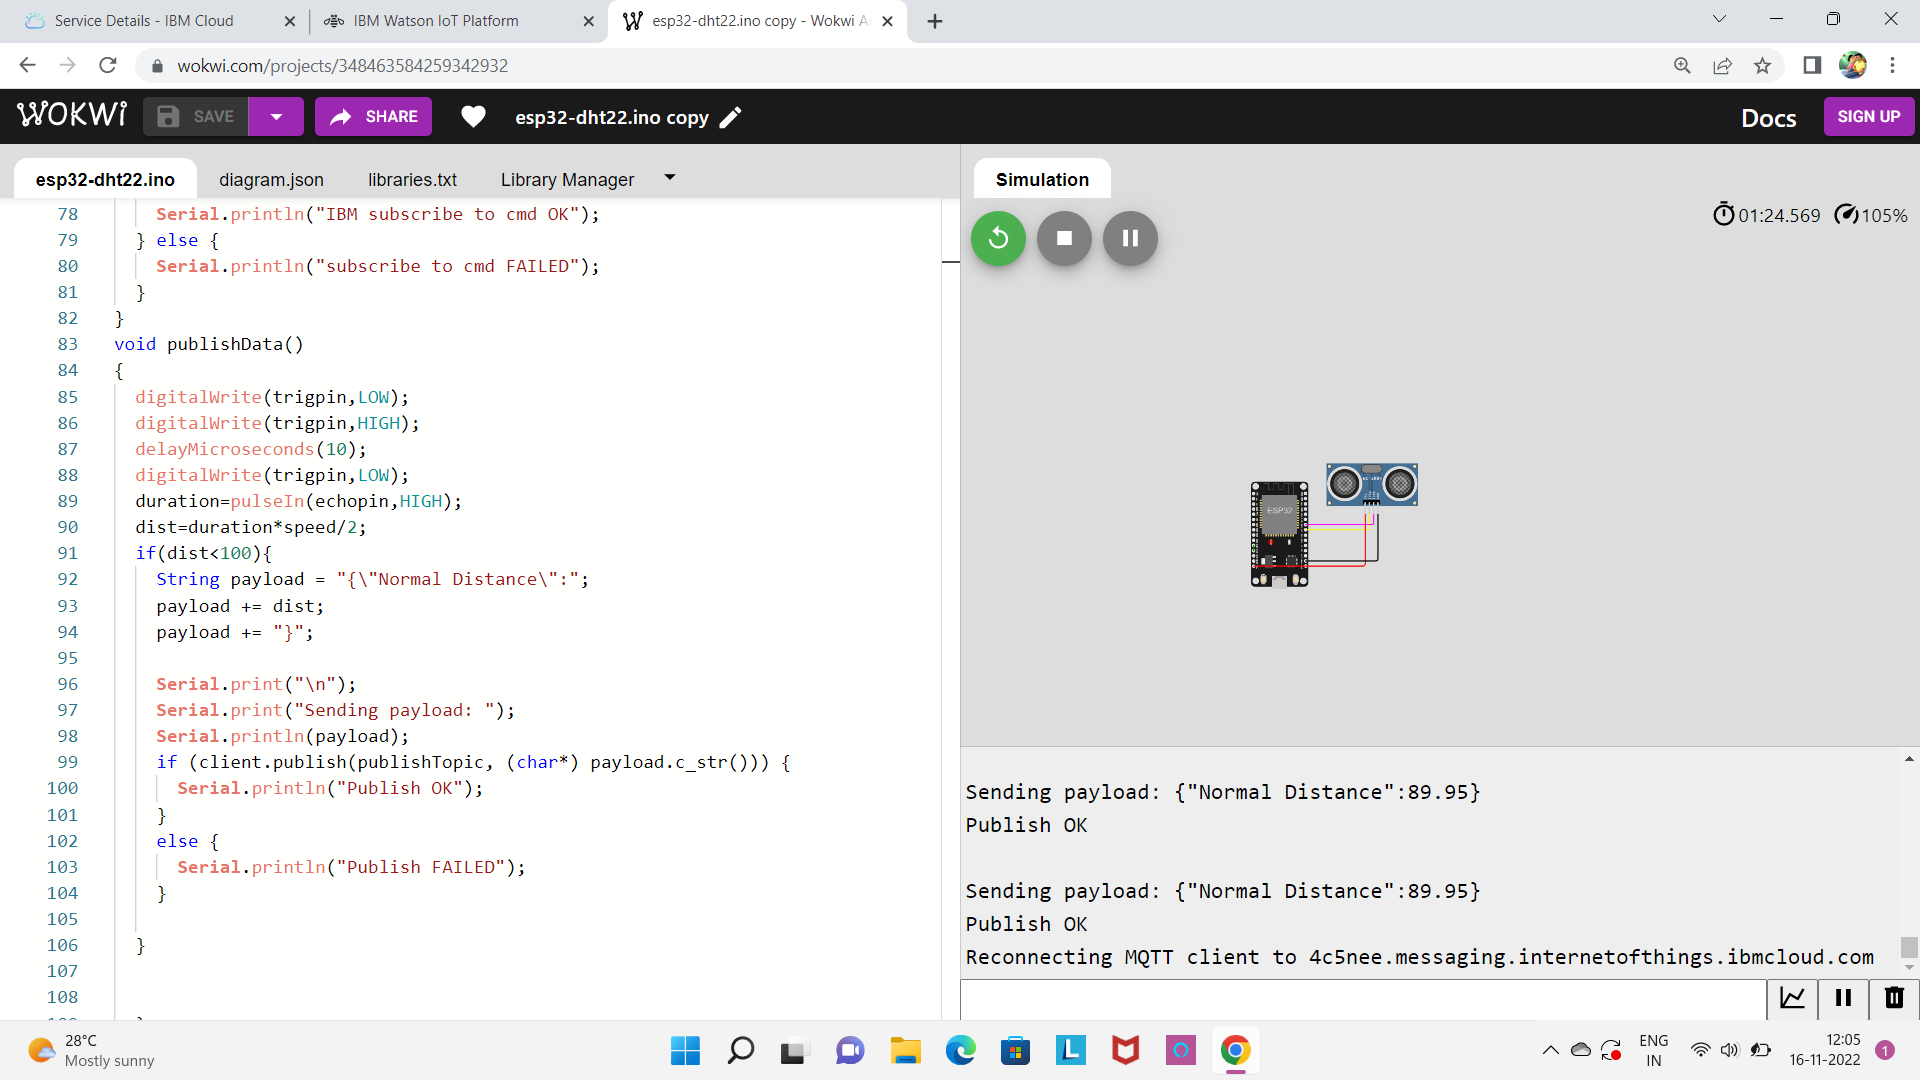 Service Details - IBM Cloud
IBM Watson IoT Platform
esp32-dht22.ino copy - Wokwi A
wokwi.com/projects/348463584259342932
WOKWi
SAVE
SHARE
esp32-dht22.ino copy
Docs
SIGN UP
esp32-dht22.ino
diagram.json
libraries.txt
Library Manager
Simulation
01:24.569
105%
78 Serial.println("IBM subscribe to cmd OK");
79 } else {
80 Serial.println("subscribe to cmd FAILED");
81 }
82 }
83 void publishData()
84 {
85 digitalWrite(trigpin,LOW);
86 digitalWrite(trigpin,HIGH);
87 delayMicroseconds(10);
88 digitalWrite(trigpin,LOW);
89 duration=pulseIn(echopin,HIGH);
90 dist=duration*speed/2;
91 if(dist<100){
92 String payload = "{\"Normal Distance\":";
93 payload += dist;
94 payload += "}";
95
96 Serial.print("\n");
97 Serial.print("Sending payload: ");
98 Serial.println(payload);
99 if (client.publish(publishTopic, (char*) payload.c_str())) {
100 Serial.println("Publish OK");
101 }
102 else {
103 Serial.println("Publish FAILED");
104 }
105
106 }
107
108
ESP32
Sending payload: {"Normal Distance":89.95}
Publish OK
Sending payload: {"Normal Distance":89.95}
Publish OK
Reconnecting MQTT client to 4c5nee.messaging.internetofthings.ibmcloud.com
28°C
Mostly sunny
L
ENG
IN
12:05
16-11-2022
1